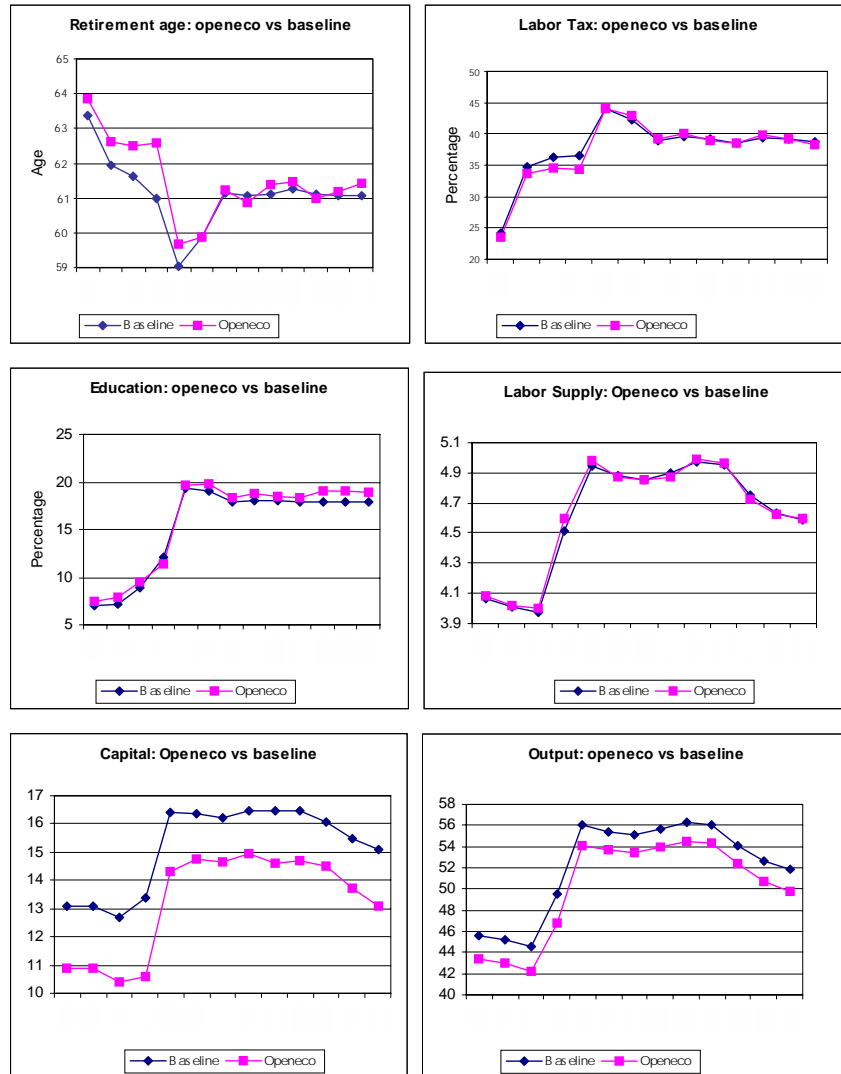 Retirement age: openeco vs baseline
65
64
63
62
61
60
59
Age
Baseline Openeco
Labor Tax: openeco vs baseline
50
45
40
35
30
25
20
Percentage
Baseline Openeco
Education: openeco vs baseline
25
20
15
10
5
Percentage
Baseline Openeco
Labor Supply: Openeco vs baseline
5.1
4.9
4.7
4.5
4.3
4.1
3.9
Baseline Openeco
Capital: Openeco vs baseline
17
16
15
14
13
12
11
10
Baseline Openeco
Output: openeco vs baseline
58
56
54
52
50
48
46
44
42
40
Baseline Openeco